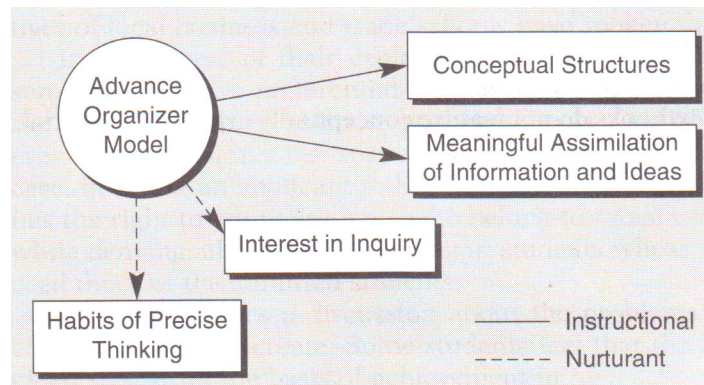 Advance
Organizer
Model
Conceptual Structures
Meaningful Assimilation
of Information and Ideas
Interest in Inquiry
Habits of Precise
Thinking
Instructional
Nurturant